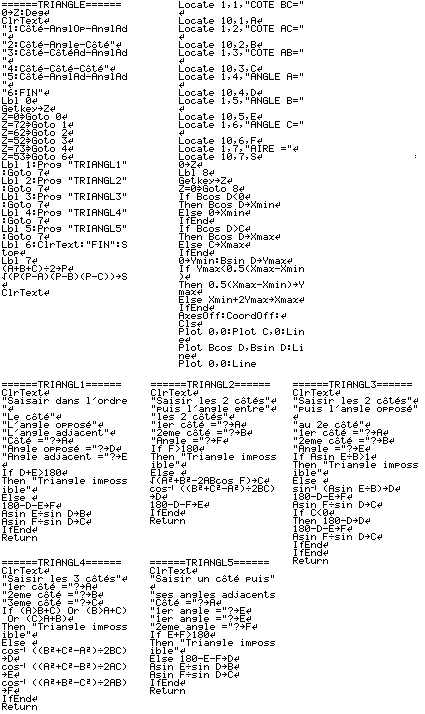 ======TRIANGLE======
0→Z:Deg↵
ClrText↵
"1:Côté-AnglOp-AnglAd
"↵
"2:Angle-Côté"↵
"3:Côté-CôtéAd-AnglAd
"↵
"4:Côté-Côté-Côté"↵
"5:Côté-AnglAd-AnglAd
"↵
"6:FIN"↵
Lbl 0↵
Getkey→Z↵
Z=0⇒Goto 0↵
Z=72⇒Goto 1↵
Z=62⇒Goto 2↵
Z=52⇒Goto 3↵
Z=73⇒Goto 4↵
Z=53⇒Goto 6↵
Lbl 1:Prog "TRIANGL1"
:Goto 7↵
Lbl 2:Prog "TRIANGL2"
:Goto 7↵
Lbl 3:Prog "TRIANGL3"
:Goto 7↵
Lbl 4:Prog "TRIANGL4"
:Goto 7↵
Lbl 5:Prog "TRIANGL5"
:Goto 7↵
Lbl 6:ClrText:"FIN":S
top↵
Lbl 7↵
(A+B+C)÷2→P↵
√(P(P-A)(P-B)(P-C))→S
↵
ClrText↵
Locate 1,1,"COTE BC="
↵
Locate 10,1,A↵
Locate 1,2,"COTE AC="
↵
Locate 10,2,B↵
Locate 1,3,"COTE AB="
↵
Locate 10,3,C↵
Locate 1,4,"ANGLE A="
↵
Locate 10,4,D↵
Locate 1,5,"ANGLE B="
↵
Locate 10,5,E↵
Locate 1,6,"ANGLE C="
↵
Locate 10,6,F↵
Locate 1,7,"AIRE ="↵
Locate 10,7,S↵
0→Z↵
Lbl 8↵
Getkey→Z↵
Z=0⇒Goto 8↵
If Bcos D<0↵
Then Bcos D→Xmin↵
Else 0→Xmin↵
IfEnd↵
If Bcos D>C↵
Then Bcos D→Xmax↵
Else C→Xmax↵
IfEnd↵
0→Ymin:Bsin D→Ymax↵
If Ymax<0.5(Xmax-Xmin
)↵
Then 0.5(Xmax-Xmin)→Y
max↵
Else Xmin+2Ymax→Xmax↵
IfEnd↵
AxesOff:CoordOff:↵
Cls↵
Plot 0,0:Plot C,0:Lin
e↵
Plot Bcos D,Bsin D:Li
ne↵
Plot 0,0:Line
======TRIANGL1======
ClrText↵
"Saisair dans l'ordre
"↵
"Le côté"↵
"L'angle opposé"↵
"L'angle adjacent"↵
"Côté ="?→A↵
"Angle opposé ="?→D↵
"Angle adjacent ="?→E
↵
If D+E≥180↵
Then "Triangle imposs
ible"↵
Else ↵
180-D-E→F↵
Asin E÷sin D→B↵
Asin F÷sin D→C↵
IfEnd↵
Return
======TRIANGL2======
ClrText↵
"Saisir les 2 côtés"↵
"puis l'angle entre"↵
"les 2 côtés"↵
"1er côté ="?→A↵
"2eme côté ="?→B↵
"Angle ="?→F↵
If F≥180↵
Then "Triangle imposs
ible"↵
Else ↵
√(A²+B²-2ABcos F)→C↵
cos⁻¹ ((B²+C²-A²)÷2BC)
→D↵
180-D-F→E↵
IfEnd↵
Return
======TRIANGL3======
ClrText↵
"Saisir les 2 côtés"↵
"puis l'angle opposé"
↵
"au 2e côté"↵
"1er côté ="?→A↵
"2eme côté ="?→B↵
"Angle ="?→E↵
If Asin E÷B≥1↵
Then "Triangle imposs
ible"↵
Else ↵
sin⁻¹ (Asin E÷B)→D↵
180-D-E→F↵
Asin F÷sin D→C↵
If C<0↵
Then 180-D→D↵
180-D-E→F↵
Asin F÷sin D→C↵
IfEnd↵
IfEnd↵
Return
======TRIANGL4======
ClrText↵
"Saisir les 3 côtés"↵
"1er côté ="?→A↵
"2eme côté ="?→B↵
"3eme côté ="?→C↵
If (A>B+C) Or (B>A+C)
Or (C>A+B)↵
Then "Triangle imposs
ible"↵
Else ↵
cos⁻¹ ((B²+C²-A²)÷2BC)
→D↵
cos⁻¹ ((A²+C²-B²)÷2AC)
→E↵
cos⁻¹ ((A²+B²-C²)÷2AB)
→F↵
IfEnd↵
Return
======TRIANGL5======
ClrText↵
"Saisir un côté puis"
↵
"ses angles adjacents
"Côté ="?→A↵
"1er angle ="?→E↵
"1er angle ="?→E↵
"2eme angle ="?→F↵
If E+F≥180↵
Then "Triangle imposs
ible"↵
Else 180-E-F→D↵
Asin E÷sin D→B↵
Asin F÷sin D→C↵
IfEnd↵
Return